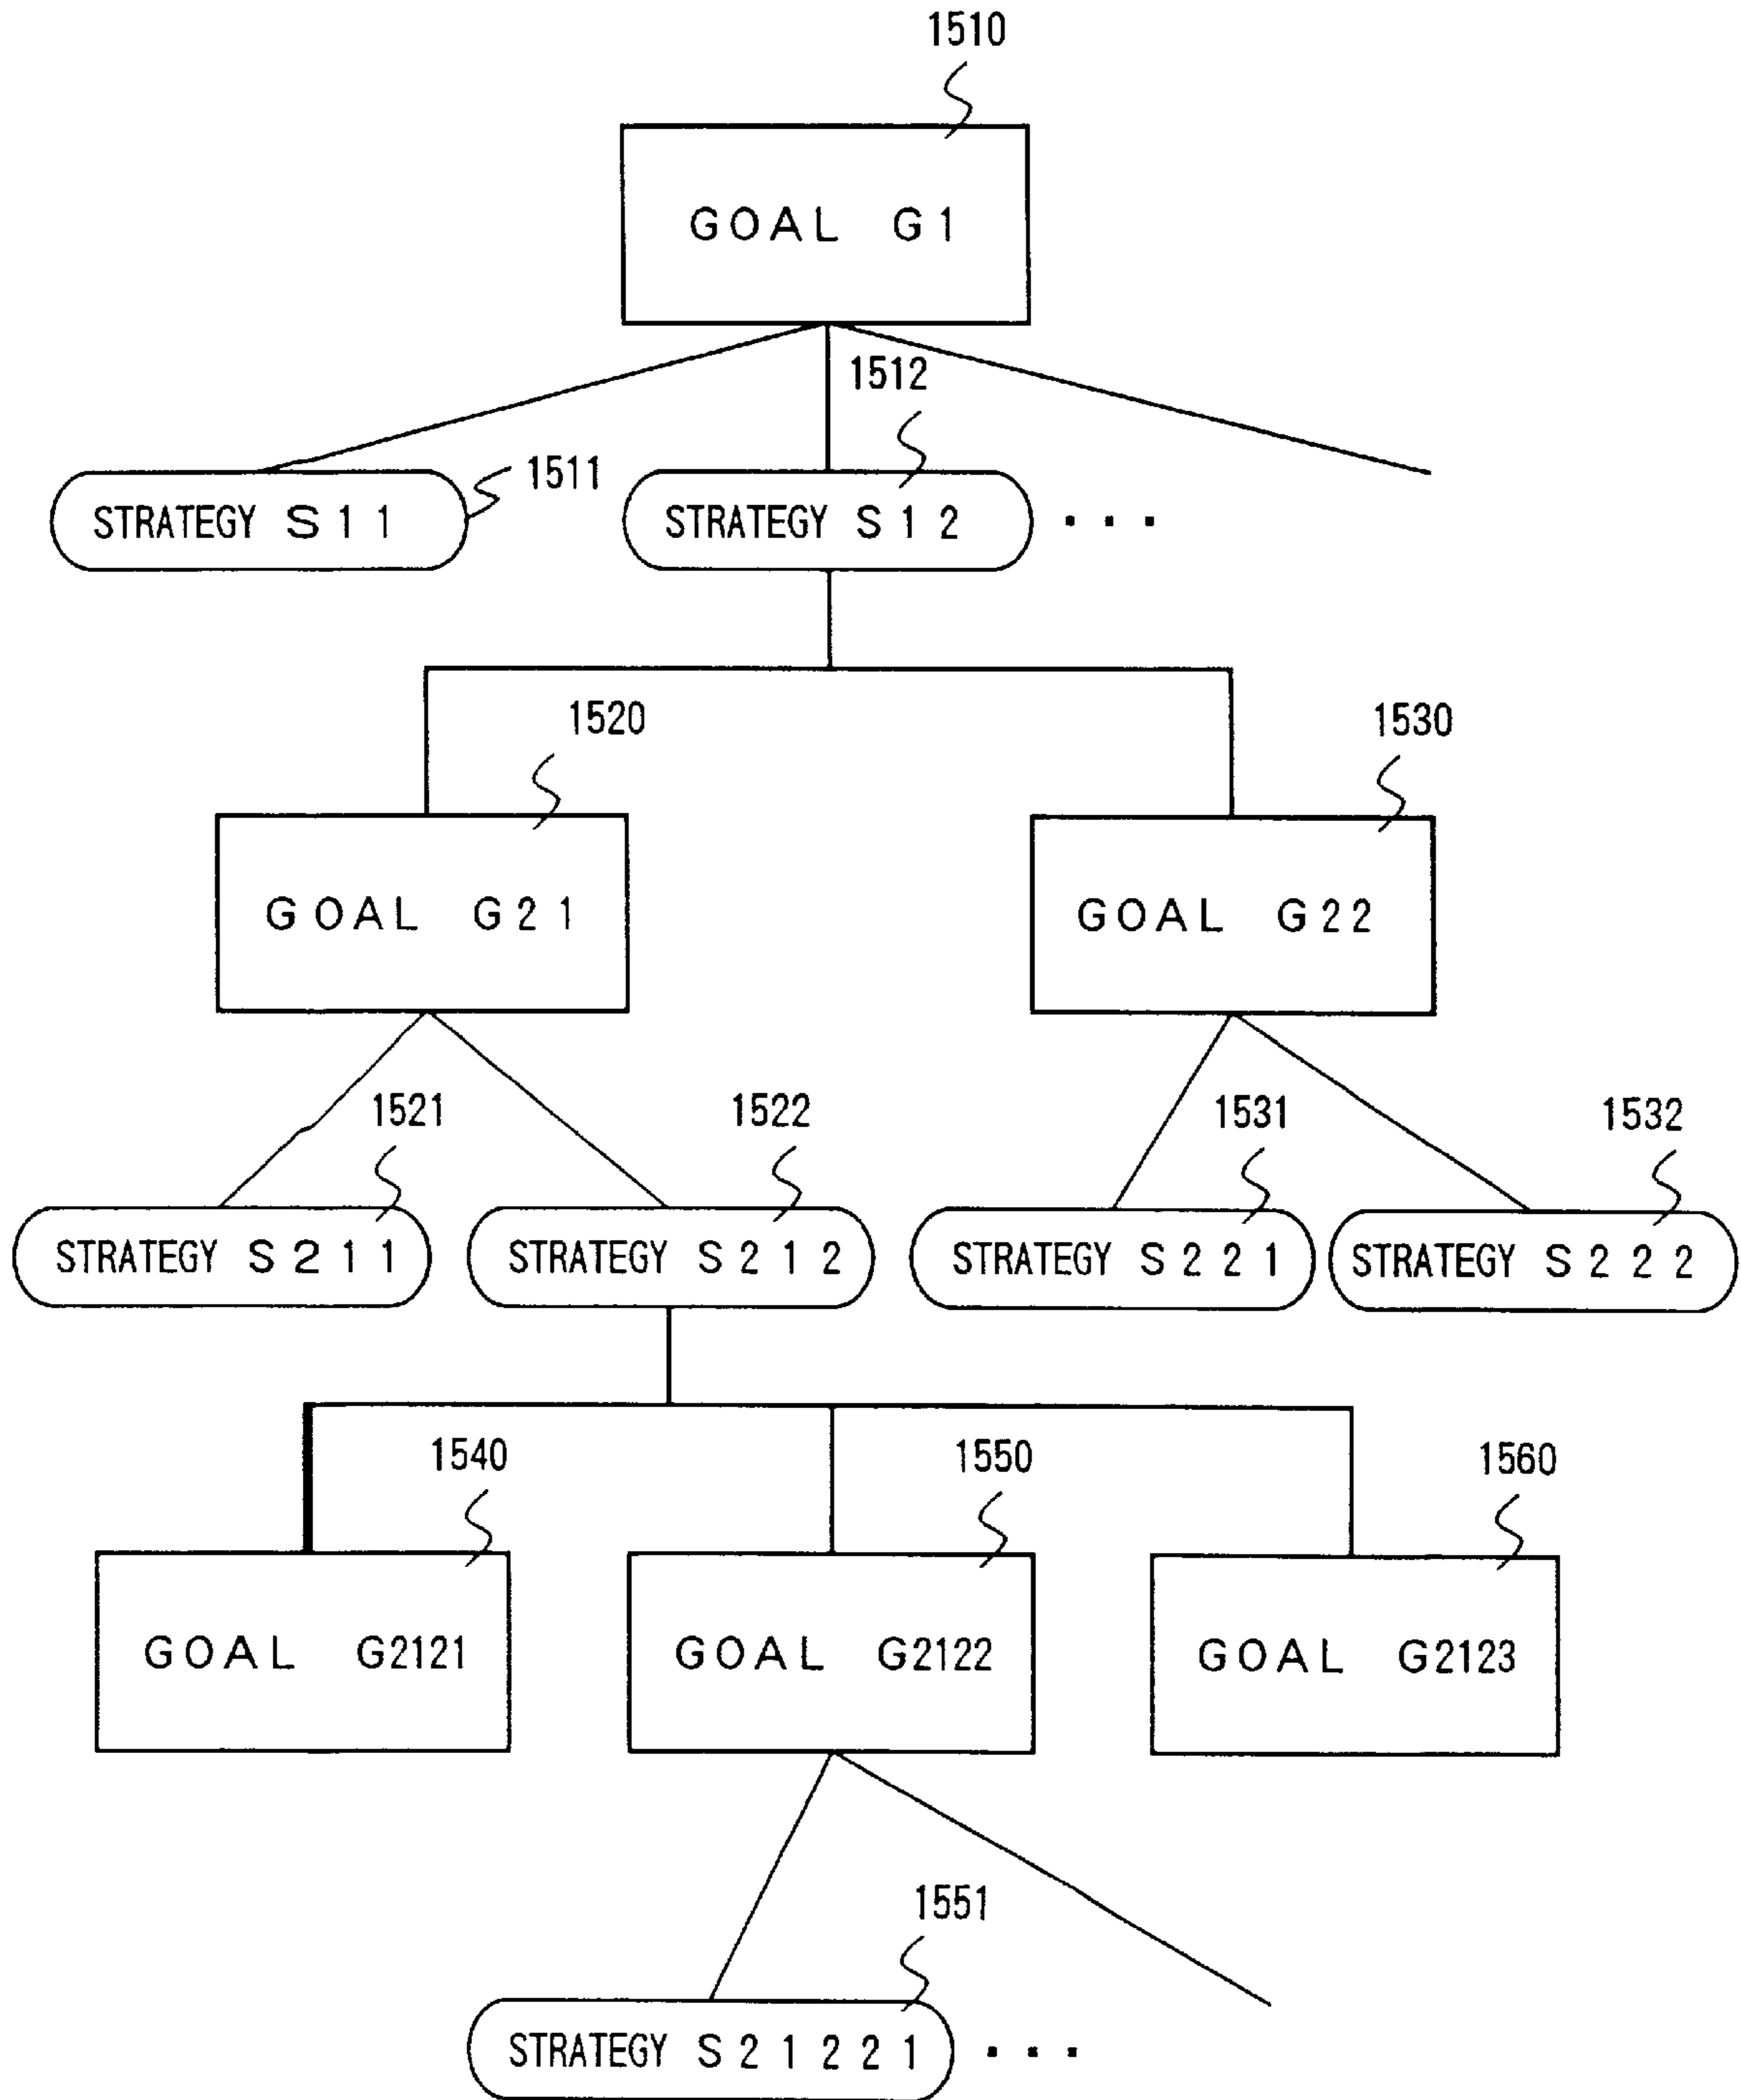 1510
GOAL G1
1512
1511
STRATEGY S11
STRATEGY S12 ...
1520
1530
GOAL G21
GOAL G22
1521
1522
1531
1532
STRATEGY S211
STRATEGY S212
STRATEGY S221
STRATEGY S222
1540
1550
1560
GOAL G2121
GOAL G2122
GOAL G2123
1551
STRATEGY S21221 ...